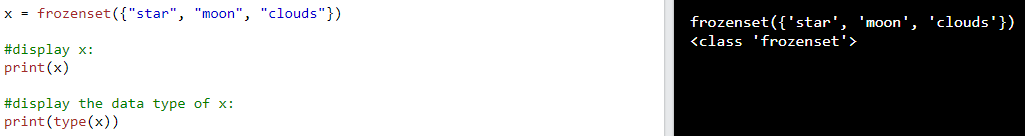 x = frozenset({"star", "moon", "clouds"})
#display x:
print(x)
#display the data type of x:
print(type(x))
frozenset({'star', 'moon', 'clouds'})
<class 'frozenset'>